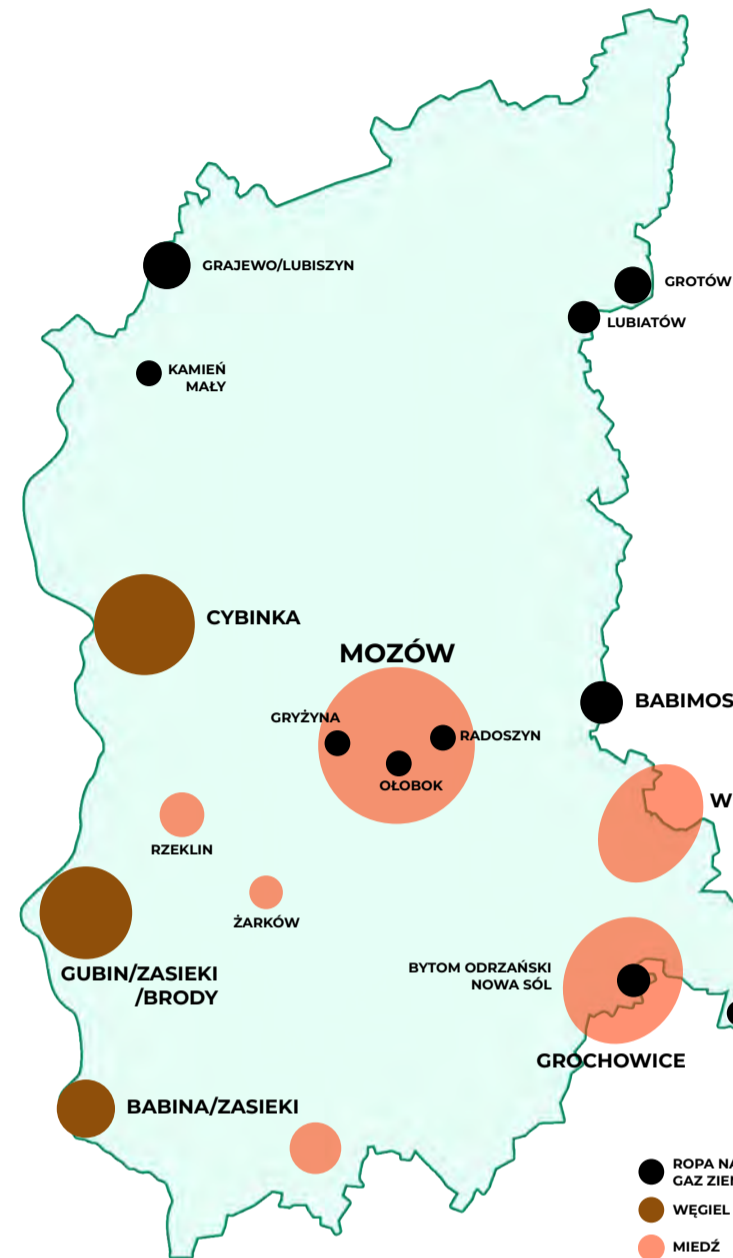 GRAJEWO/LUBISZYN
GROTÓW
LUBIATÓW
KAMIEŃ
MAŁY
CYBINKA
MOZÓW
GRYŻYNA
RADOSZYN
OŁOBOK
BABIMOS
W
RZEKLIN
ŻARKÓW
GUBIN/ZASIEKI
/BRODY
BYTOM ODRZAŃSKI
NOWA SÓL
GROCHOWICE
BABINA/ZASIEKI
ROPA NA
GAZ ZIE
WĘGIEL
MIEDŹ